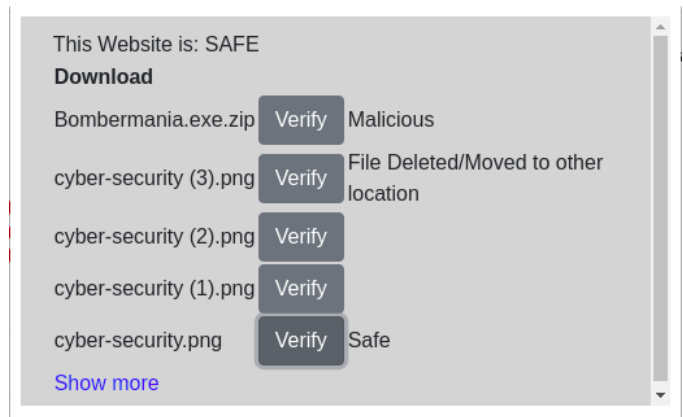 This Website is: SAFE
Download
Bombermania.exe.zip Verify Malicious
cyber-security (3).png Verify File Deleted/Moved to other
location
cyber-security (2).png Verify
cyber-security (1).png Verify
cyber-security.png Verify Safe
Show more